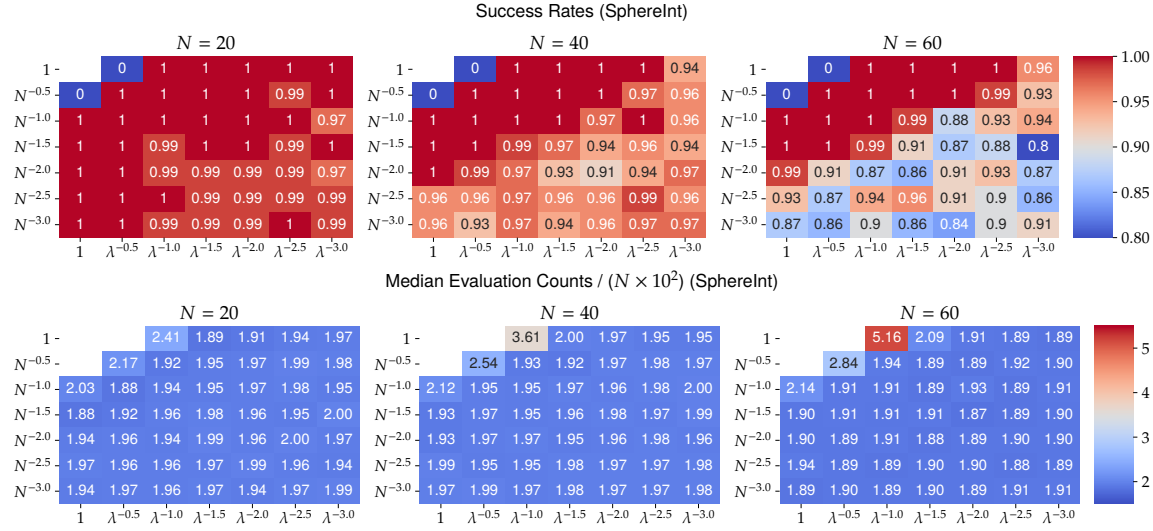 Success Rates (SphereInt)
N = 20
N = 40
N = 60
1 0 1 1 1 1 1
0 1 1 1 1 0.94
0 1 1 1 1 0.96
1.00
N^{-0.5} 0 1 1 1 1 0.99 1
0 1 1 1 1 0.97 0.96
0 1 1 1 1 0.99 0.93
0.95
N^{-1.0} 1 1 1 1 1 1 0.97
1 1 1 1 0.97 1 0.96
1 1 1 0.99 0.88 0.93 0.94
N^{-1.5} 1 1 0.99 1 1 0.99 1
1 1 0.99 0.97 0.94 0.96 0.94
1 1 0.99 0.91 0.87 0.88 0.8
0.90
N^{-2.0} 1 1 0.99 0.99 0.99 0.99 0.97
1 0.99 0.97 0.93 0.91 0.94 0.97
0.99 0.91 0.87 0.86 0.91 0.93 0.87
N^{-2.5} 1 1 1 0.99 0.99 0.99 0.99
0.96 0.96 0.97 0.96 0.96 0.99 0.96
0.93 0.87 0.94 0.96 0.91 0.9 0.86
0.85
N^{-3.0} 1 1 0.99 0.99 0.99 1 0.99
0.96 0.93 0.97 0.94 0.96 0.97 0.97
0.87 0.86 0.9 0.86 0.84 0.9 0.91
0.80
1 λ^{-0.5} λ^{-1.0} λ^{-1.5} λ^{-2.0} λ^{-2.5} λ^{-3.0}
1 λ^{-0.5} λ^{-1.0} λ^{-1.5} λ^{-2.0} λ^{-2.5} λ^{-3.0}
1 λ^{-0.5} λ^{-1.0} λ^{-1.5} λ^{-2.0} λ^{-2.5} λ^{-3.0}
Median Evaluation Counts / (N × 10^2) (SphereInt)
N = 20
N = 40
N = 60
1 2.41 1.89 1.91 1.94 1.97
3.61 2.00 1.97 1.95 1.95
5.16 2.09 1.91 1.89 1.89
5
N^{-0.5} 2.17 1.92 1.95 1.97 1.99 1.98
2.54 1.93 1.92 1.97 1.98 1.97
2.84 1.94 1.89 1.89 1.92 1.90
N^{-1.0} 2.03 1.88 1.94 1.95 1.97 1.98 1.95
2.12 1.95 1.97 1.96 1.97 1.98 2.00
2.14 1.91 1.91 1.89 1.93 1.89 1.91
4
N^{-1.5} 1.88 1.92 1.96 1.98 1.96 1.95 2.00
1.93 1.97 1.95 1.96 1.98 1.97 1.99
1.90 1.91 1.91 1.91 1.87 1.89 1.90
N^{-2.0} 1.94 1.96 1.94 1.99 1.96 2.00 1.97
1.93 1.97 1.97 1.95 1.96 1.98 1.96
1.90 1.89 1.91 1.88 1.89 1.90 1.90
3
N^{-2.5} 1.97 1.96 1.96 1.97 1.99 1.96 1.94
1.99 1.95 1.95 1.98 1.97 1.98 1.98
1.94 1.89 1.89 1.90 1.90 1.88 1.89
N^{-3.0} 1.94 1.97 1.96 1.97 1.94 1.97 1.99
1.97 1.99 1.97 1.98 1.97 1.97 1.98
1.89 1.90 1.89 1.90 1.89 1.91 1.91
2
1 λ^{-0.5} λ^{-1.0} λ^{-1.5} λ^{-2.0} λ^{-2.5} λ^{-3.0}
1 λ^{-0.5} λ^{-1.0} λ^{-1.5} λ^{-2.0} λ^{-2.5} λ^{-3.0}
1 λ^{-0.5} λ^{-1.0} λ^{-1.5} λ^{-2.0} λ^{-2.5} λ^{-3.0}